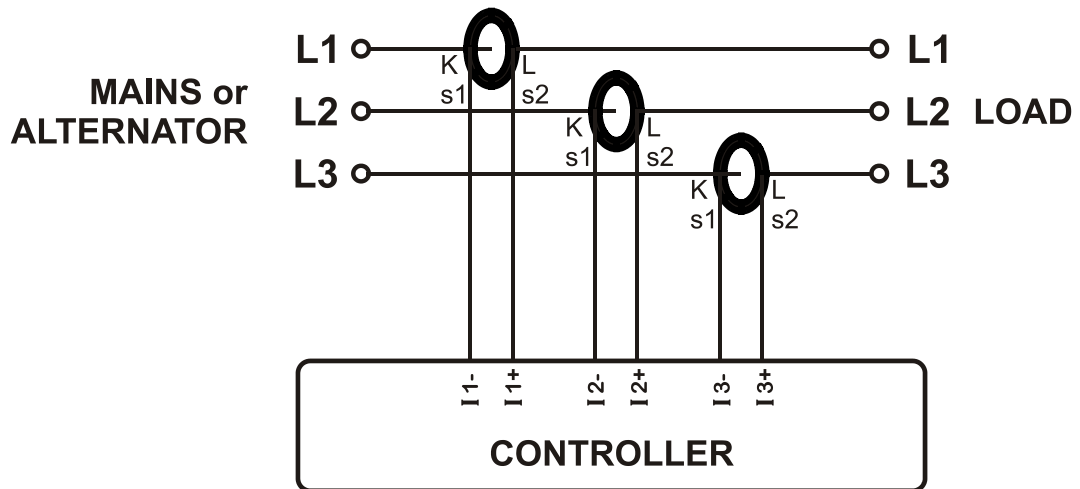 L1 L1
K L
s1 s2
MAINS or
ALTERNATOR
L2 L2 LOAD
K L
s1 s2
L3 L3
K L
s1 s2
I1- I1+ I2- I2+ I3- I3+
CONTROLLER